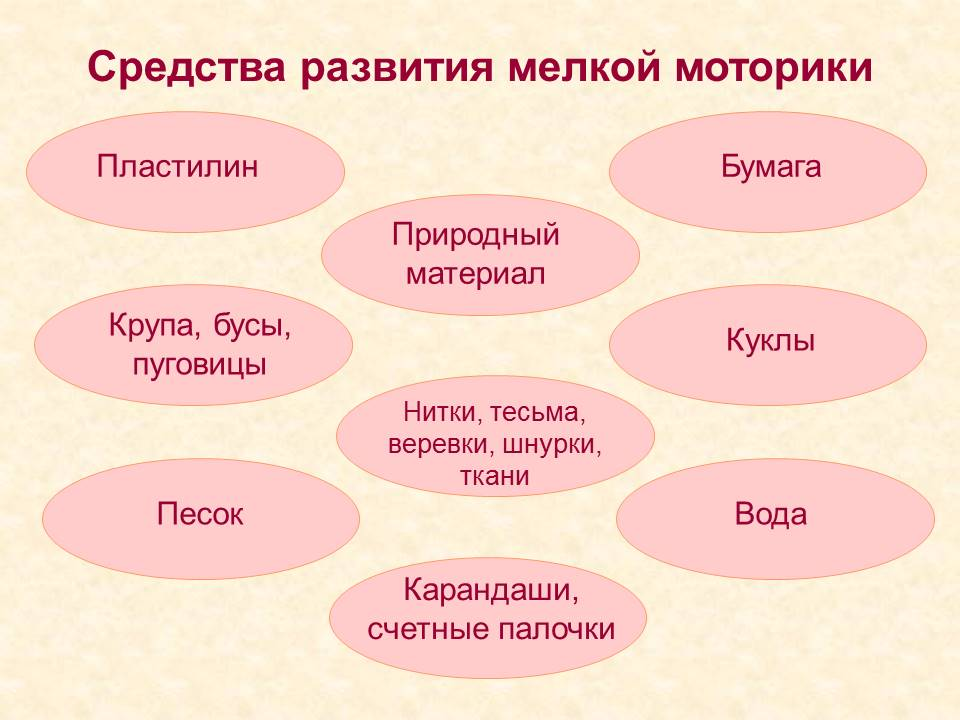 Средства развития мелкой моторики
Пластилин
Бумага
Природный
материал
Крупа, бусы,
пуговицы
Куклы
Нитки, тесьма,
веревки, шнурки,
ткани
Песок
Вода
Карандаши,
счетные палочки